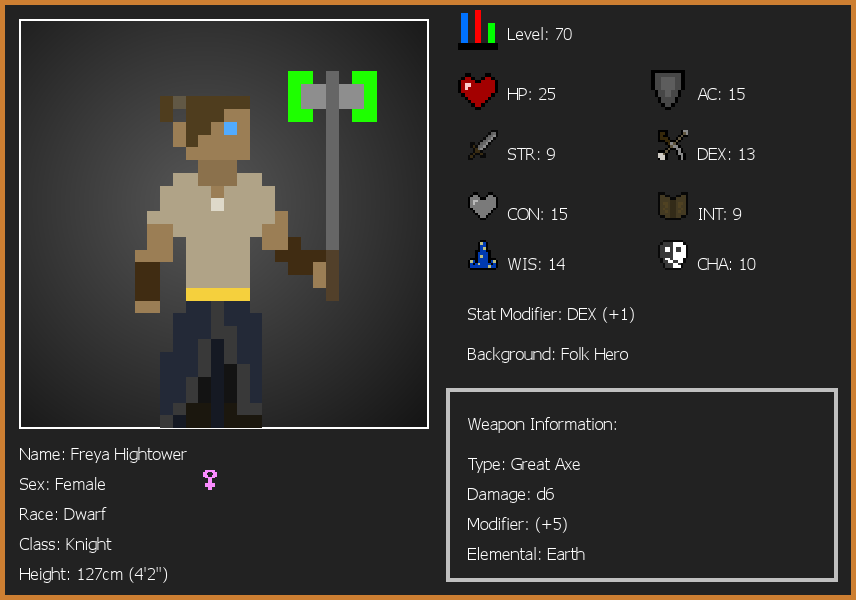 Level: 70
HP: 25
AC: 15
STR: 9
DEX: 13
CON: 15
INT: 9
WIS: 14
CHA: 10
Stat Modifier: DEX (+1)
Background: Folk Hero
Weapon Information:
Type: Great Axe
Damage: d6
Modifier: (+5)
Elemental: Earth
Name: Freya Hightower
Sex: Female
Race: Dwarf
Class: Knight
Height: 127cm (4'2")